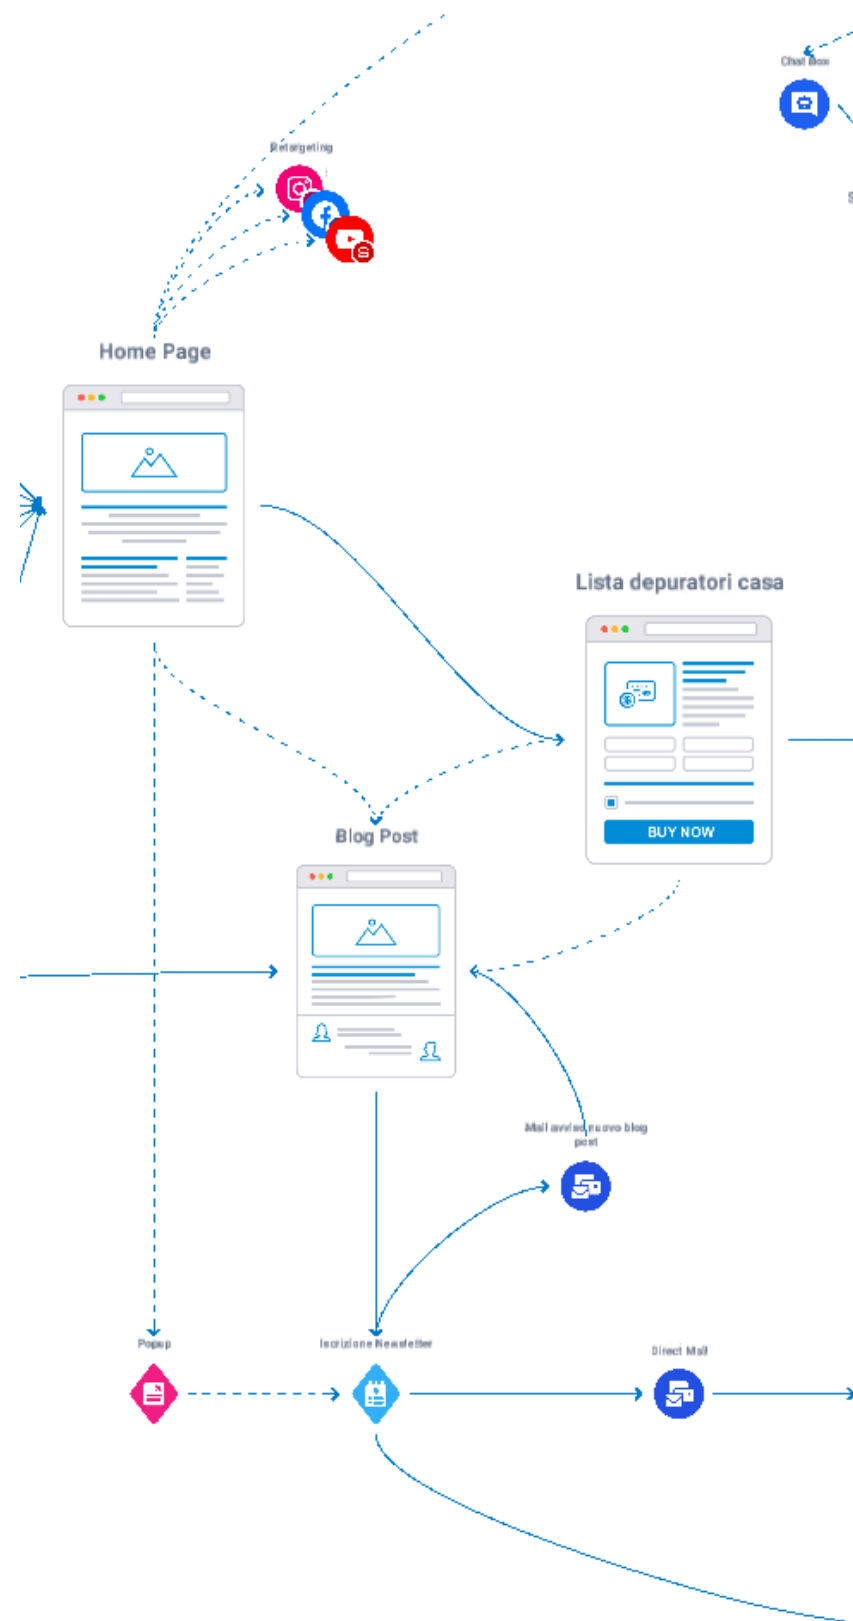 Chat Box
Retargeting
S
Home Page
Lista depuratori casa
BUY NOW
Blog Post
Mail avviso nuovo blog
post
Popup
Iscrizione Newsletter
Direct Mail